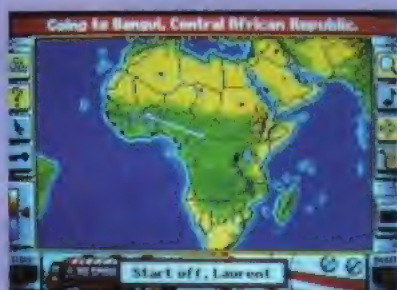 Going to Bangui, Central African Republic.
Start off, Laurent